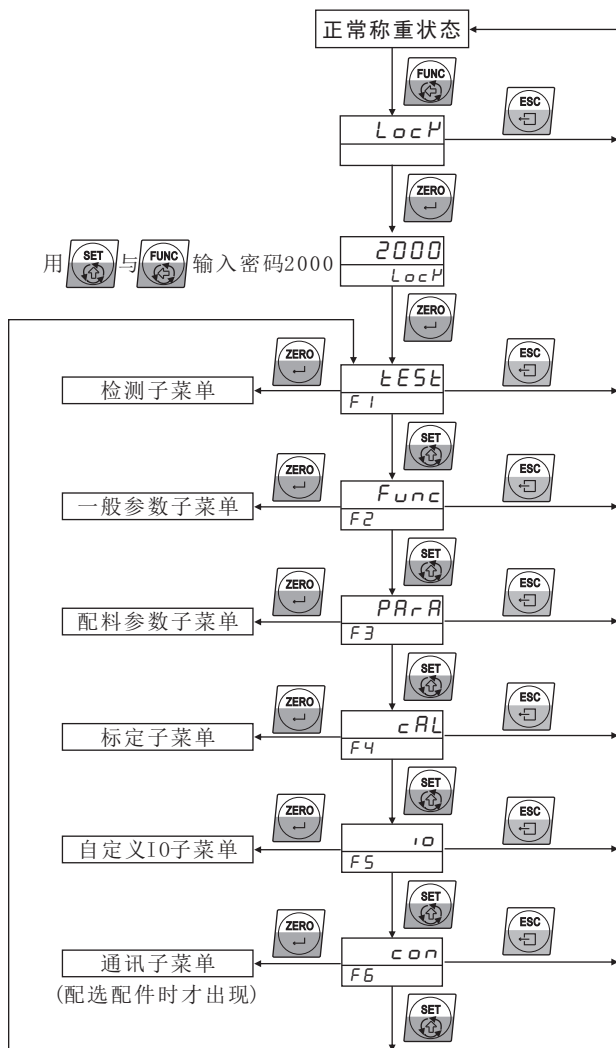 正常称重状态
FUNC
LocK
ESC
ZERO
用 SET 与 FUNC 输入密码2000
2000
LocK
ZERO
ZERO
tESt
ESC
检测子菜单
F1
SET
ZERO
Func
ESC
一般参数子菜单
F2
SET
ZERO
PArA
ESC
配料参数子菜单
F3
SET
ZERO
cAL
ESC
标定子菜单
F4
SET
ZERO
io
ESC
自定义IO子菜单
F5
SET
ZERO
con
ESC
通讯子菜单
F6
(配选配件时才出现)
SET